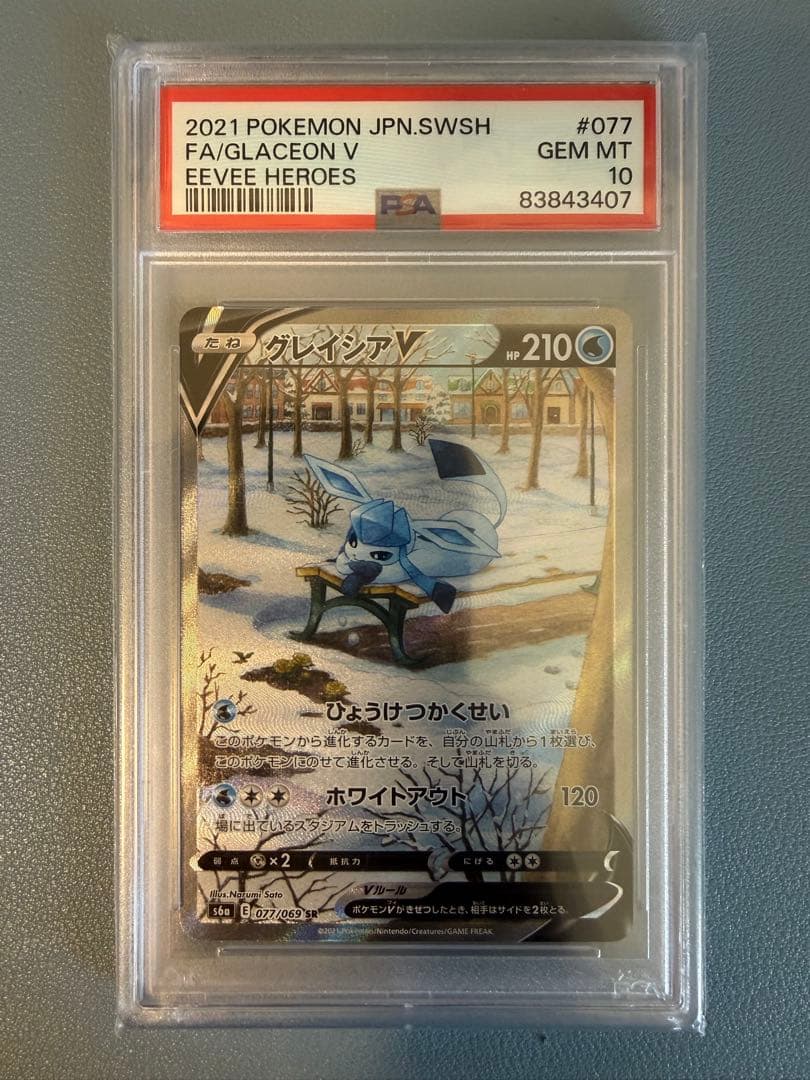 2021 POKEMON JPN.SWSH #077
FA/GLACEON V GEM MT
EEVEE HEROES 10
PSA 83843407
たね グレイシアV HP 210
ひょうけつかくせい
このポケモンから進化するカードを、自分の山札から1枚選び、
このポケモンにのせて進化させる。そして山札を切る。
ホワイトアウト 120
場に出ているスタジアムをトラッシュする。
弱点 ×2 抵抗力 にげる
Illus.Narumi Sato
Vルール
s6a E 077/069 SR ポケモンVがきぜつしたとき、相手はサイドを2枚とる。
©2021 Pokémon/Nintendo/Creatures/GAME FREAK.